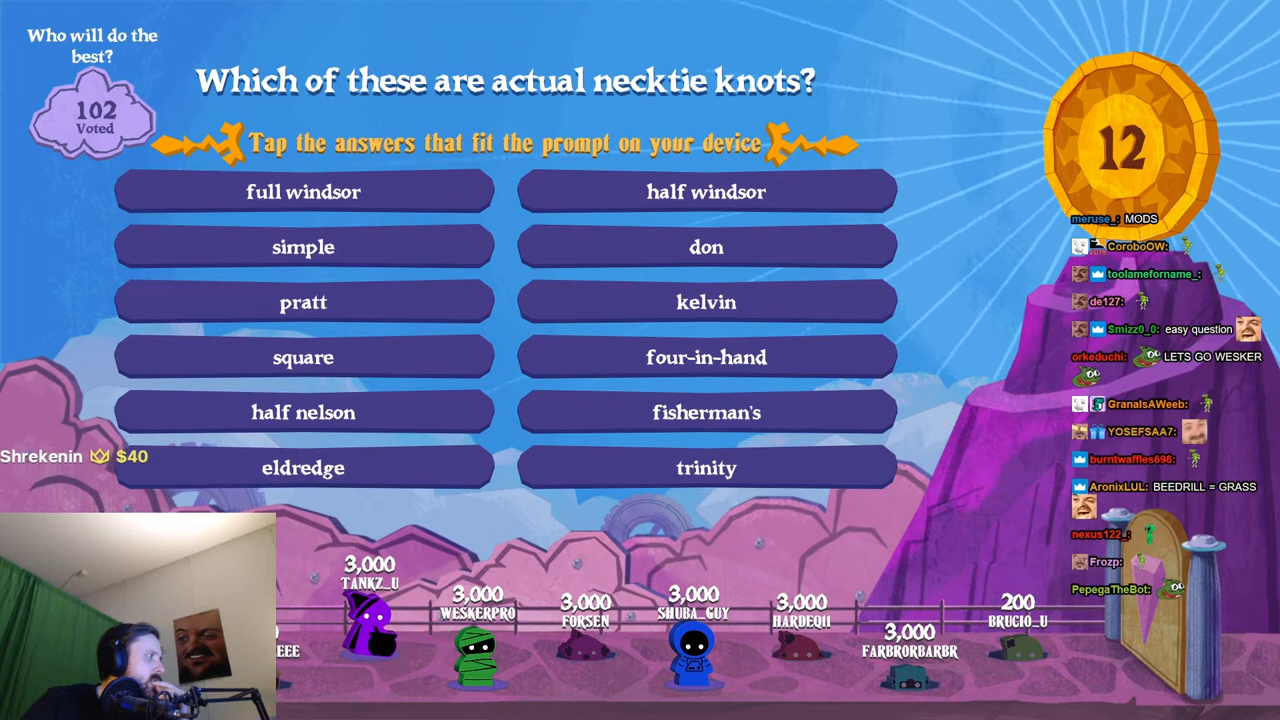 Who will do the
best?
102
Voted
Which of these are actual necktie knots?
Tap the answers that fit the prompt on your device
12
full windsor
half windsor
simple
don
pratt
kelvin
square
four-in-hand
half nelson
fisherman's
eldredge
trinity
Shrekenin $40
meruse_: MODS
CoroboOW:
toolameforname_:
de127:
Smizz0_0: easy question
orkeduchi: LETS GO WESKER
GranaIsAWeeb:
YOSEFSAA7:
burntwaffles696:
AronixLUL: BEEDRILL = GRASS
nexus122_:
Frozp:
PepegaTheBot:
EEE
3,000
TANKZ_U
3,000
WESKERPRO
3,000
FORSEN
3,000
SHUBA_GUY
3,000
HARDEQ11
3,000
FARBRORBARBR
200
BRUCIO_U